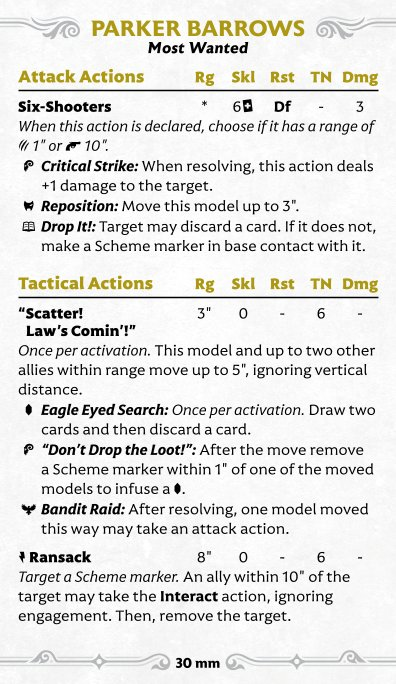 PARKER BARROWS
Most Wanted
Attack Actions Rg Skl Rst TN Dmg
Six-Shooters * 6 Df - 3
When this action is declared, choose if it has a range of
1" or 10".
Critical Strike: When resolving, this action deals
+1 damage to the target.
Reposition: Move this model up to 3".
Drop It!: Target may discard a card. If it does not,
make a Scheme marker in base contact with it.
Tactical Actions Rg Skl Rst TN Dmg
"Scatter! 3" 0 - 6 -
Law's Comin'!"
Once per activation. This model and up to two other
allies within range move up to 5", ignoring vertical
distance.
Eagle Eyed Search: Once per activation. Draw two
cards and then discard a card.
"Don't Drop the Loot!": After the move remove
a Scheme marker within 1" of one of the moved
models to infuse a .
Bandit Raid: After resolving, one model moved
this way may take an attack action.
Ransack 8" 0 - 6 -
Target a Scheme marker. An ally within 10" of the
target may take the Interact action, ignoring
engagement. Then, remove the target.
30 mm